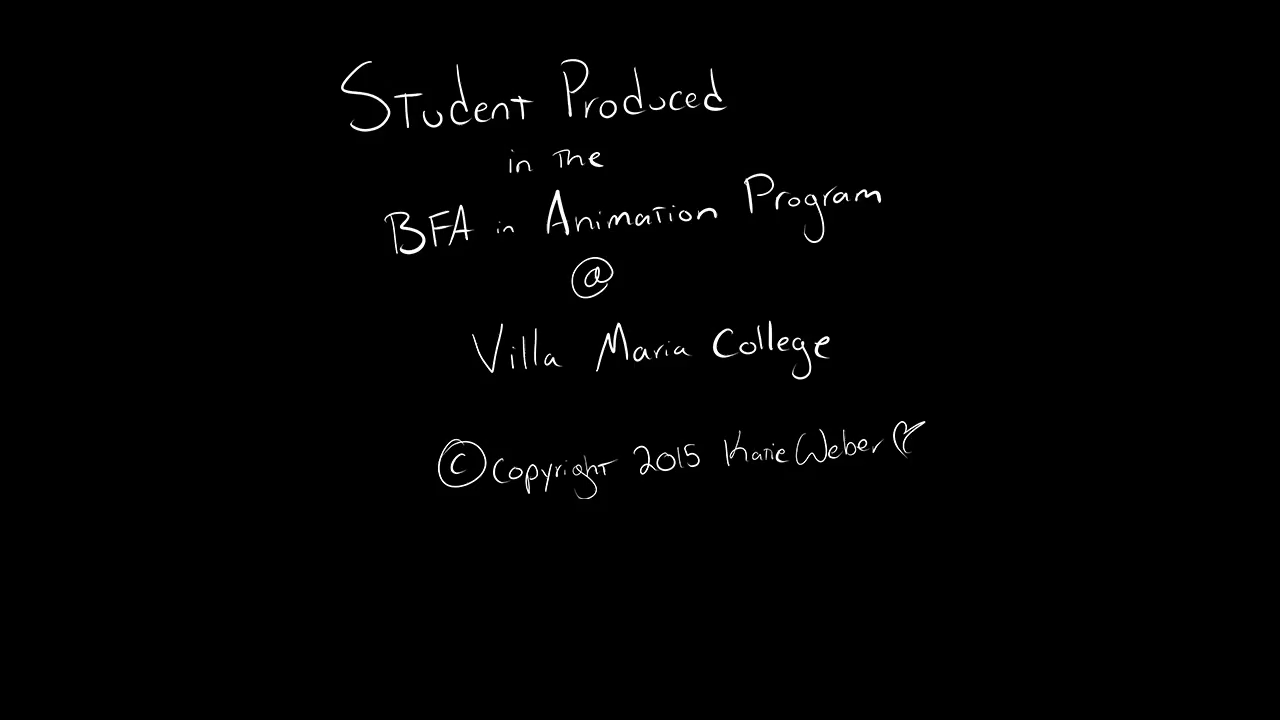 Student Produced
in the
BFA in Animation Program
@
Villa Maria College
© Copyright 2015 Katie Weber